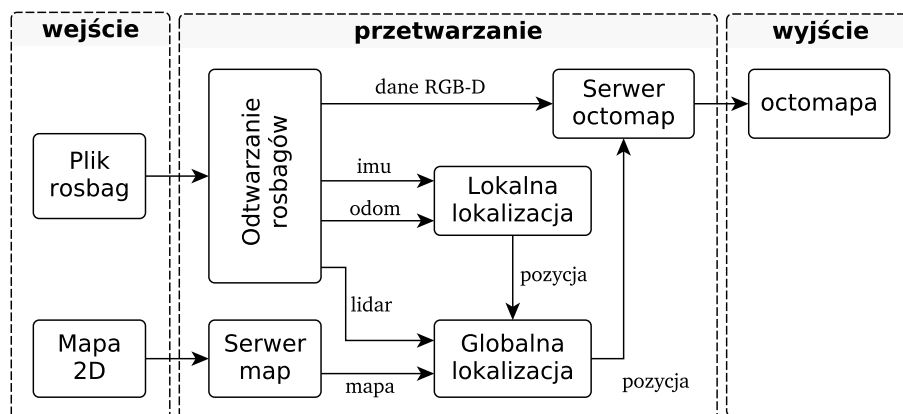 wejście
przetwarzanie
wyjście
Plik
rosbag
Odtwarzanie
rosbagów
dane RGB-D
Serwer
octomap
octomapa
imu
odom
Lokalna
lokalizacja
pozycja
lidar
Mapa
2D
Serwer
map
mapa
Globalna
lokalizacja
pozycja